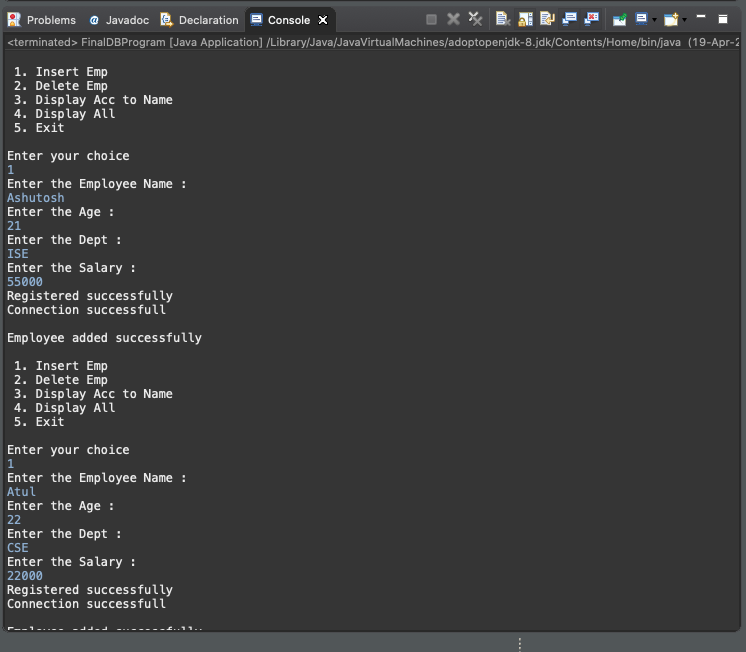 Problems Javadoc Declaration Console
<terminated> FinalDBProgram [Java Application] /Library/Java/JavaVirtualMachines/adoptopenjdk-8.jdk/Contents/Home/bin/java (19-Apr-2
1. Insert Emp
2. Delete Emp
3. Display Acc to Name
4. Display All
5. Exit
Enter your choice
1
Enter the Employee Name :
Ashutosh
Enter the Age :
21
Enter the Dept :
ISE
Enter the Salary :
55000
Registered successfully
Connection successfull
Employee added successfully
1. Insert Emp
2. Delete Emp
3. Display Acc to Name
4. Display All
5. Exit
Enter your choice
1
Enter the Employee Name :
Atul
Enter the Age :
22
Enter the Dept :
CSE
Enter the Salary :
22000
Registered successfully
Connection successfull
Employee added successfully